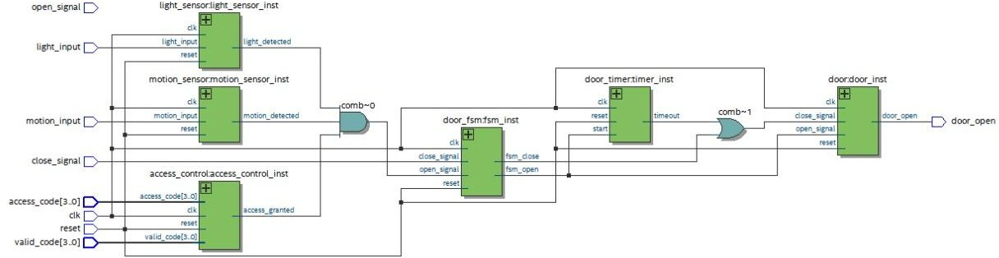 open_signal
light_input
motion_input
close_signal
access_code[3..0]
clk
reset
valid_code[3..0]
light_sensor:light_sensor_inst
clk
light_input
reset
light_detected
motion_sensor:motion_sensor_inst
clk
motion_input
reset
motion_detected
access_control:access_control_inst
access_code[3..0]
clk
reset
valid_code[3..0]
access_granted
comb~0
door_fsm:fsm_inst
clk
close_signal
open_signal
reset
fsm_close
fsm_open
door_timer:timer_inst
clk
reset
start
timeout
comb~1
door:door_inst
clk
close_signal
open_signal
reset
door_open
door_open